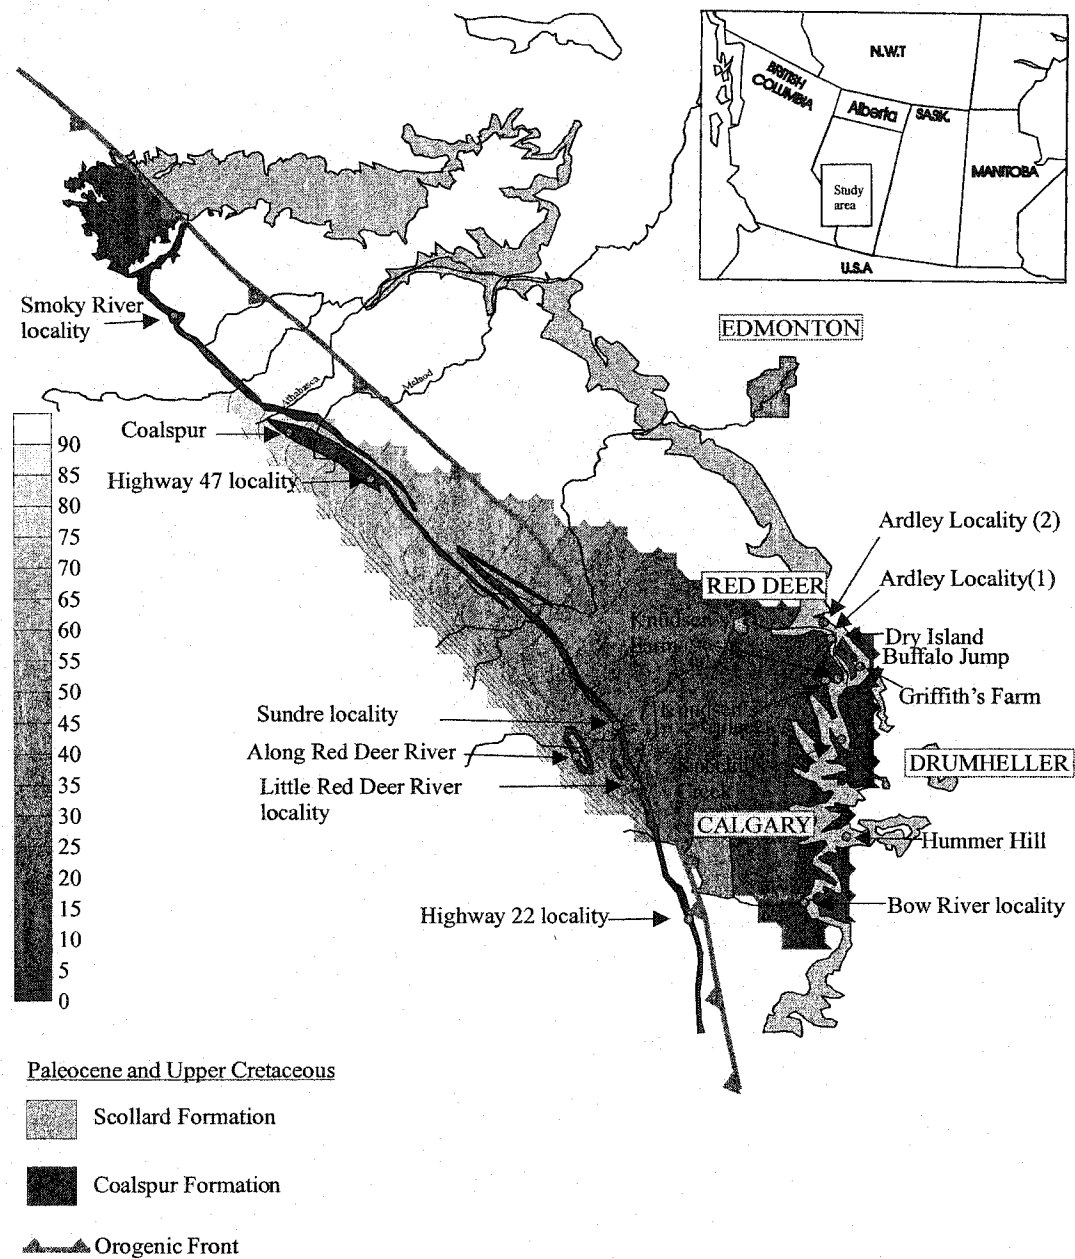 N.W.T
BRITISH
COLUMBIA
Alberta
SASK.
MANITOBA
Study
area
U.S.A
Smoky River
locality
EDMONTON
Athabasca
Coalspur
Highway 47 locality
90
85
80
75
70
65
60
55
50
45
40
35
30
25
20
15
10
5
0
Ardley Locality (2)
RED DEER
Ardley Locality(1)
Knudsen's
Farm
Dry Island
Buffalo Jump
Griffith's Farm
Sundre locality
Knudsen's
Along Red Deer River
DRUMHELLER
Little Red Deer River
locality
Creek
CALGARY
Hummer Hill
Highway 22 locality
Bow River locality
Paleocene and Upper Cretaceous
Scollard Formation
Coalspur Formation
Orogenic Front